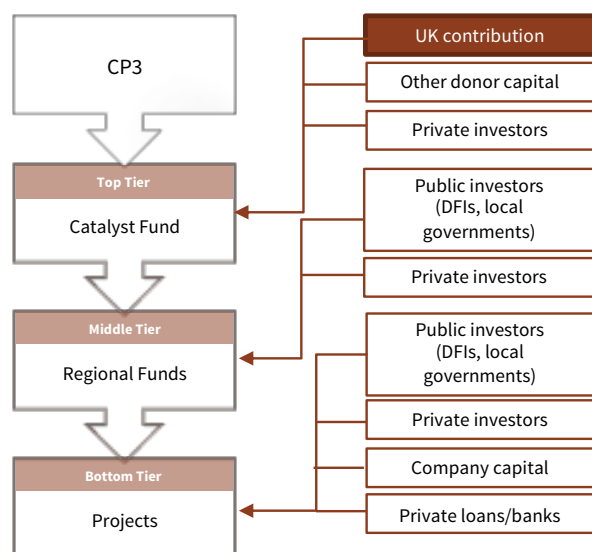 CP3
Top Tier
Catalyst Fund
Middle Tier
Regional Funds
Bottom Tier
Projects
UK contribution
Other donor capital
Private investors
Public investors
(DFIs, local
governments)
Private investors
Public investors
(DFIs, local
governments)
Private investors
Company capital
Private loans/banks